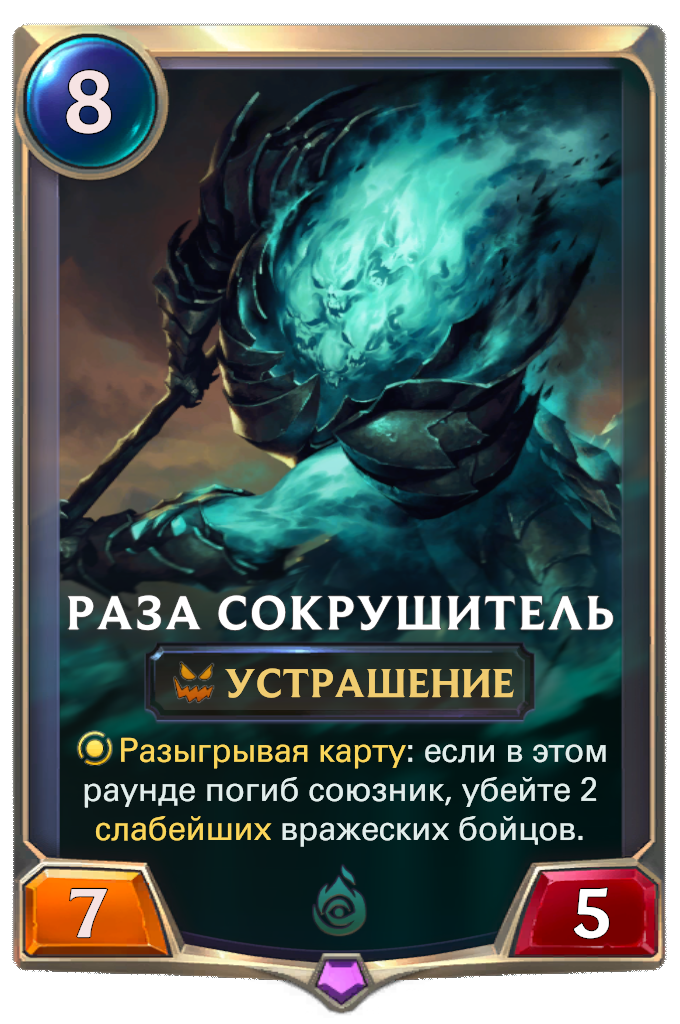 8
РАЗА СОКРУШИТЕЛЬ
УСТРАШЕНИЕ
Разыгрывая карту: если в этом
раунде погиб союзник, убейте 2
слабейших вражеских бойцов.
7
5